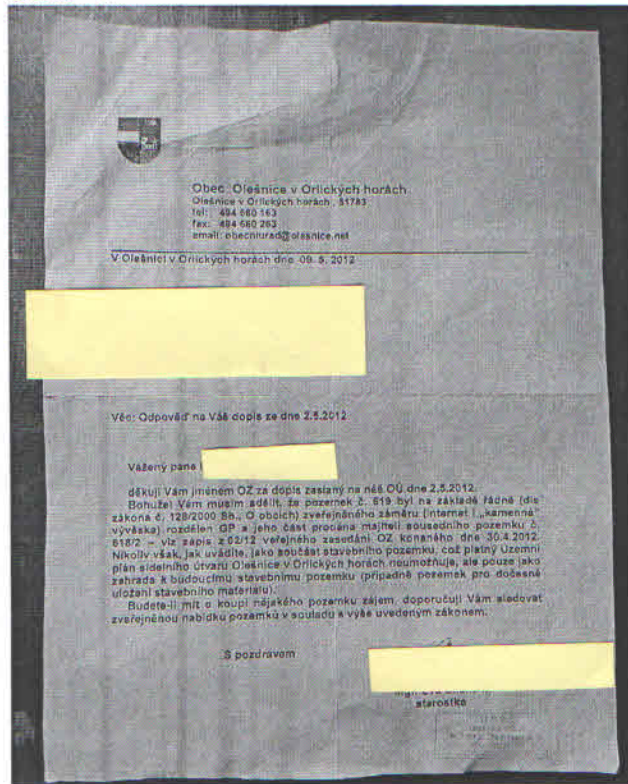 Obec Olešnice v Orlických horách
Olešnice v Orlických horách, 51783
tel: 494 660 163
fax: 494 660 263
email: obecniurad@olesnice.net
V Olešnici v Orlických horách dne 09. 5. 2012
Věc: Odpověď na Váš dopis ze dne 2.5.2012
Vážený pane
děkuji Vám jménem OZ za dopis zaslaný na náš OÚ dne 2.5.2012.
Bohužel Vám musím sdělit, že pozemek č. 619 byl na základě řádně (dle
zákona č. 128/2000 Sb., O obcích) zveřejněného záměru (internet i „kamenná“
vývěska) rozdělen GP a jeho část prodána majiteli sousedního pozemku č.
618/2 – viz zápis z 02/12 veřejného zasedání OZ konaného dne 30.4.2012.
Nikoliv však, jak uvádíte, jako součást stavebního pozemku, což platný Územní
plán sídelního útvaru Olešnice v Orlických horách neumožňuje, ale pouze jako
zahrada k budoucímu stavebnímu pozemku (případně pozemek pro dočasné
uložení stavebního materiálu).
Budete-li mít o koupi nějakého pozemku zájem, doporučuji Vám sledovat
zveřejněnou nabídku pozemků v souladu s výše uvedeným zákonem.
S pozdravem
starostka